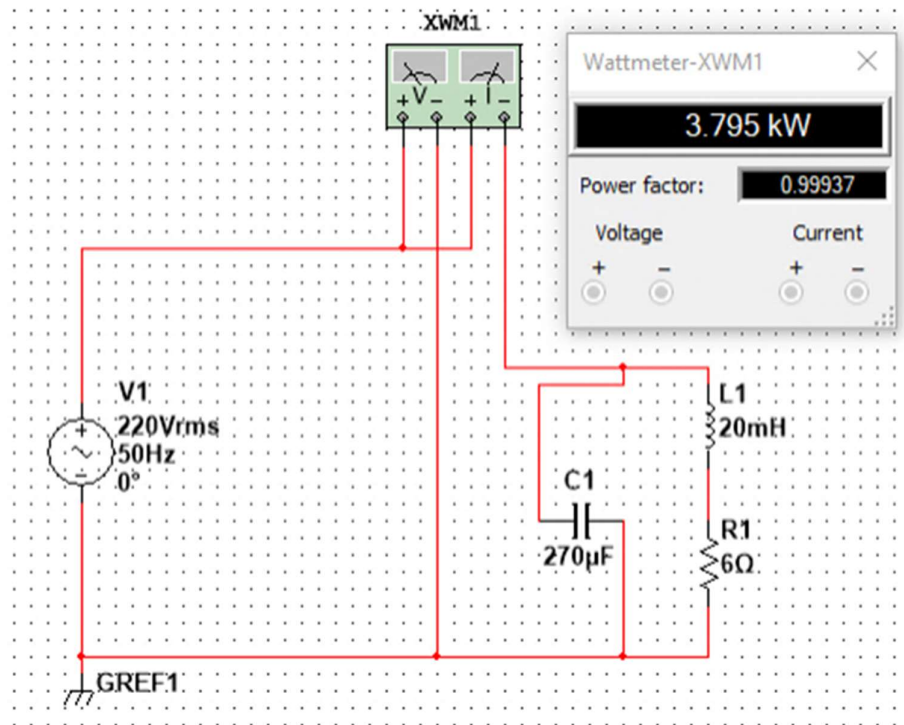 XWM1
+ V - + I -
Wattmeter-XWM1
3.795 kW
Power factor: 0.99937
Voltage Current
+ - + -
V1
+
-
220Vrms
50Hz
0°
L1
20mH
C1
270µF
R1
6Ω
GREF1